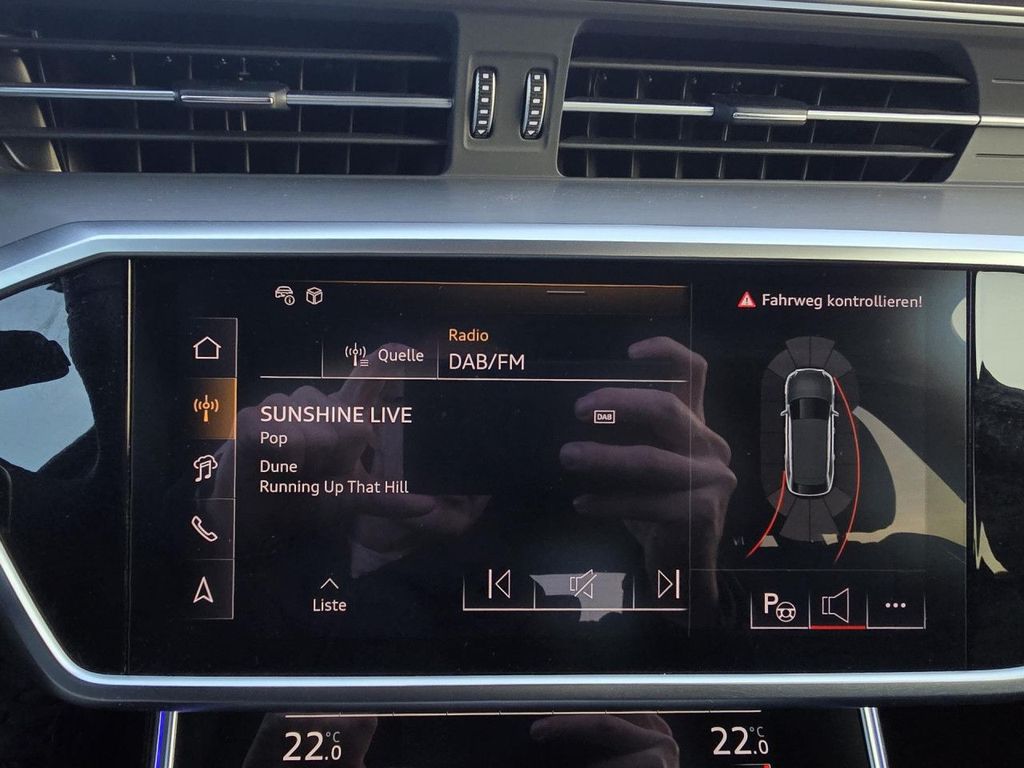 Fahrweg kontrollieren!
Radio
Quelle
DAB/FM
SUNSHINE LIVE
DAB
Pop
Dune
Running Up That Hill
Liste
P
22.0 °C
22.0 °C